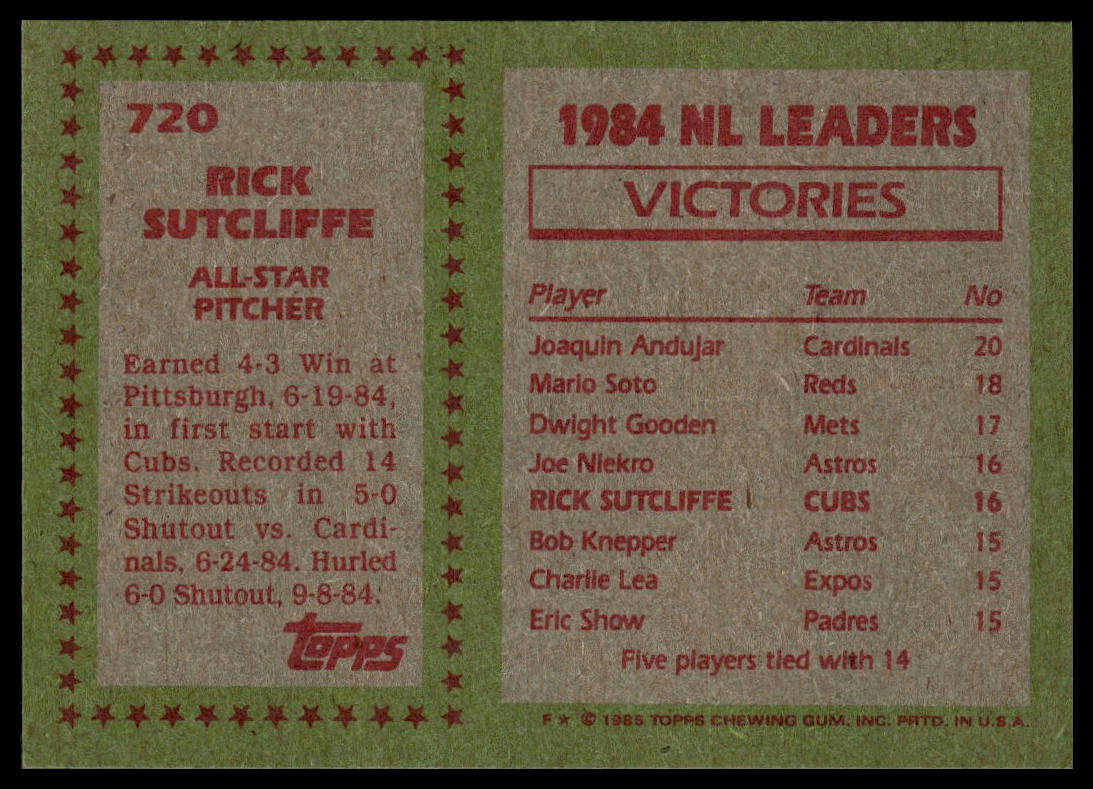 720
RICK
SUTCLIFFE
ALL-STAR
PITCHER
Earned 4-3 Win at
Pittsburgh, 6-19-84,
in first start with
Cubs. Recorded 14
Strikeouts in 5-0
Shutout vs. Cardi-
nals, 6-24-84. Hurled
6-0 Shutout, 9-8-84.
topps
1984 NL LEADERS
VICTORIES
Player Team No
Joaquin Andujar Cardinals 20
Mario Soto Reds 18
Dwight Gooden Mets 17
Joe Niekro Astros 16
RICK SUTCLIFFE CUBS 16
Bob Knepper Astros 15
Charlie Lea Expos 15
Eric Show Padres 15
Five players tied with 14
F ★ © 1985 TOPPS CHEWING GUM, INC. PRTD. IN U.S.A.